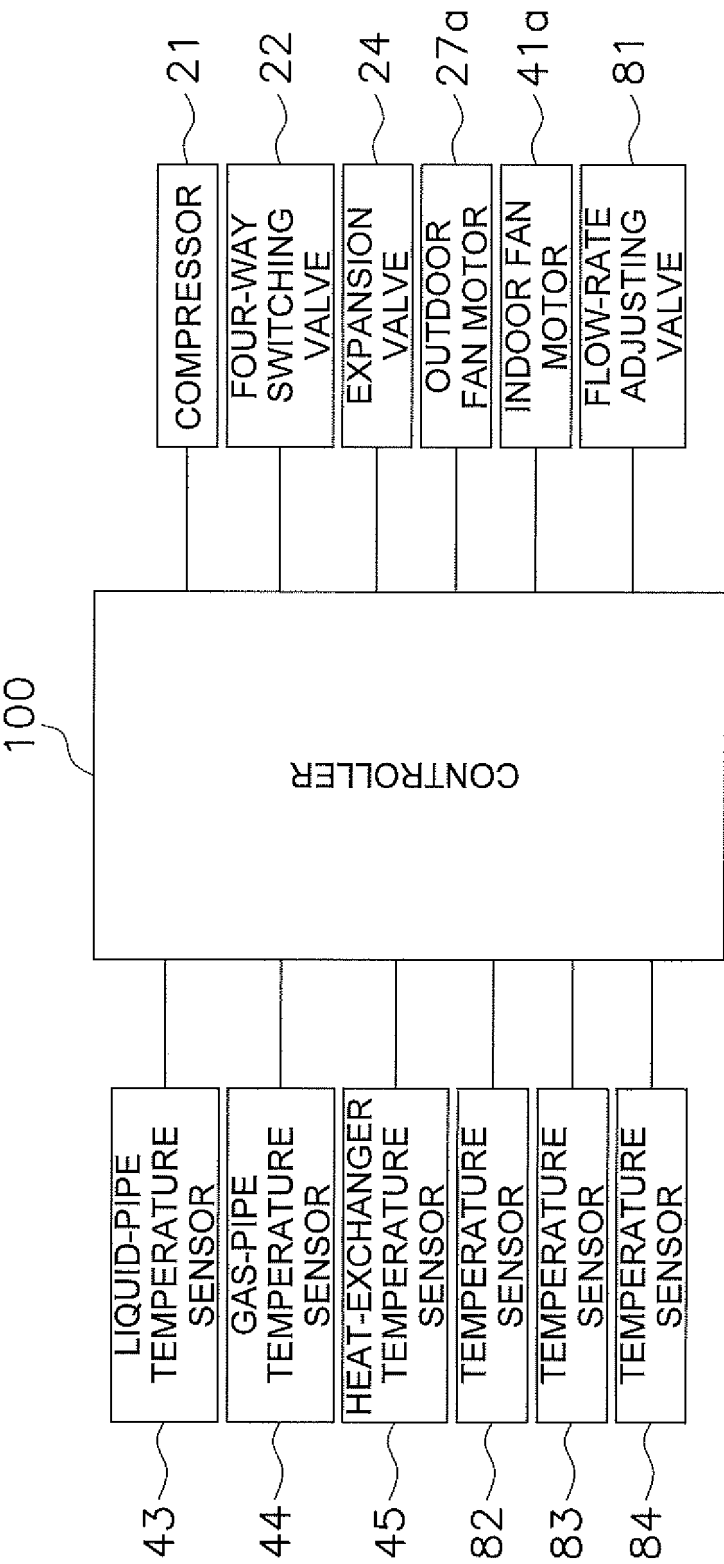 100
CONTROLLER
LIQUID-PIPE
TEMPERATURE
SENSOR
43
GAS-PIPE
TEMPERATURE
SENSOR
44
HEAT-EXCHANGER
TEMPERATURE
SENSOR
45
TEMPERATURE
SENSOR
82
TEMPERATURE
SENSOR
83
TEMPERATURE
SENSOR
84
COMPRESSOR
21
FOUR-WAY
SWITCHING
VALVE
22
EXPANSION
VALVE
24
OUTDOOR
FAN MOTOR
27a
INDOOR FAN
MOTOR
41a
FLOW-RATE
ADJUSTING
VALVE
81